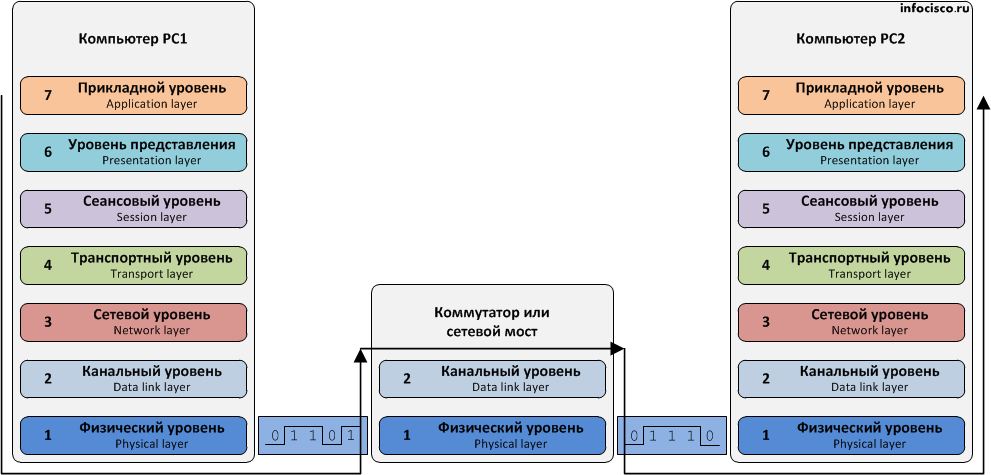 infocisco.ru
Компьютер PC1
7 Прикладной уровень
Application layer
6 Уровень представления
Presentation layer
5 Сеансовый уровень
Session layer
4 Транспортный уровень
Transport layer
3 Сетевой уровень
Network layer
2 Канальный уровень
Data link layer
1 Физический уровень
Physical layer
0 1 1 0 1
Коммутатор или
сетевой мост
2 Канальный уровень
Data link layer
1 Физический уровень
Physical layer
0 1 1 1 0
Компьютер PC2
7 Прикладной уровень
Application layer
6 Уровень представления
Presentation layer
5 Сеансовый уровень
Session layer
4 Транспортный уровень
Transport layer
3 Сетевой уровень
Network layer
2 Канальный уровень
Data link layer
1 Физический уровень
Physical layer